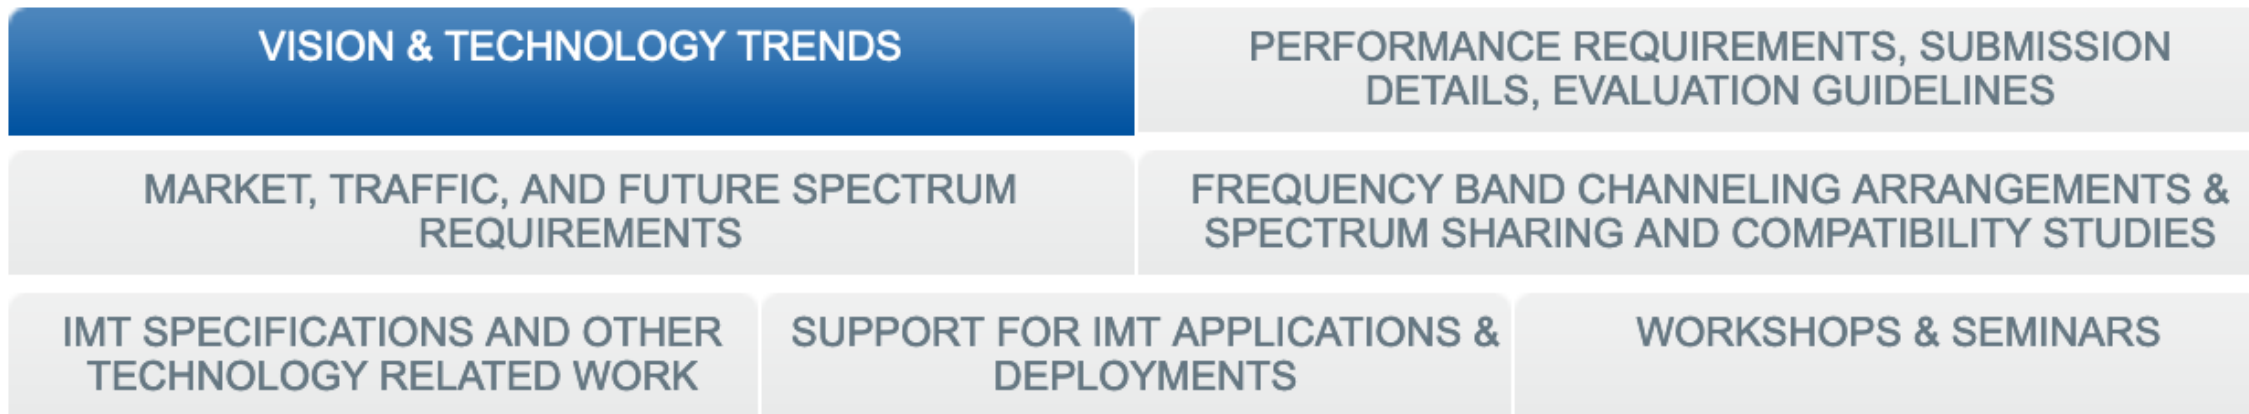 VISION & TECHNOLOGY TRENDS
PERFORMANCE REQUIREMENTS, SUBMISSION
DETAILS, EVALUATION GUIDELINES
MARKET, TRAFFIC, AND FUTURE SPECTRUM
REQUIREMENTS
FREQUENCY BAND CHANNELING ARRANGEMENTS &
SPECTRUM SHARING AND COMPATIBILITY STUDIES
IMT SPECIFICATIONS AND OTHER
TECHNOLOGY RELATED WORK
SUPPORT FOR IMT APPLICATIONS &
DEPLOYMENTS
WORKSHOPS & SEMINARS